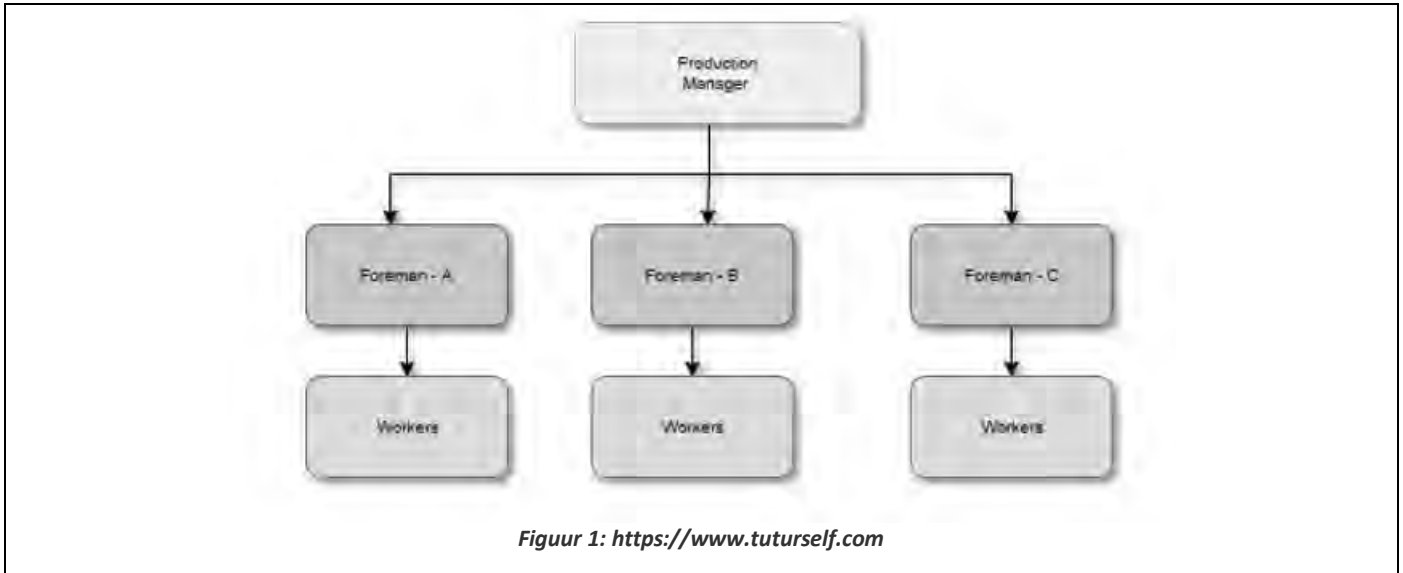 Production
Manager
Foreman - A
Foreman - B
Foreman - C
Workers
Workers
Workers
Figuur 1: https://www.tuturself.com